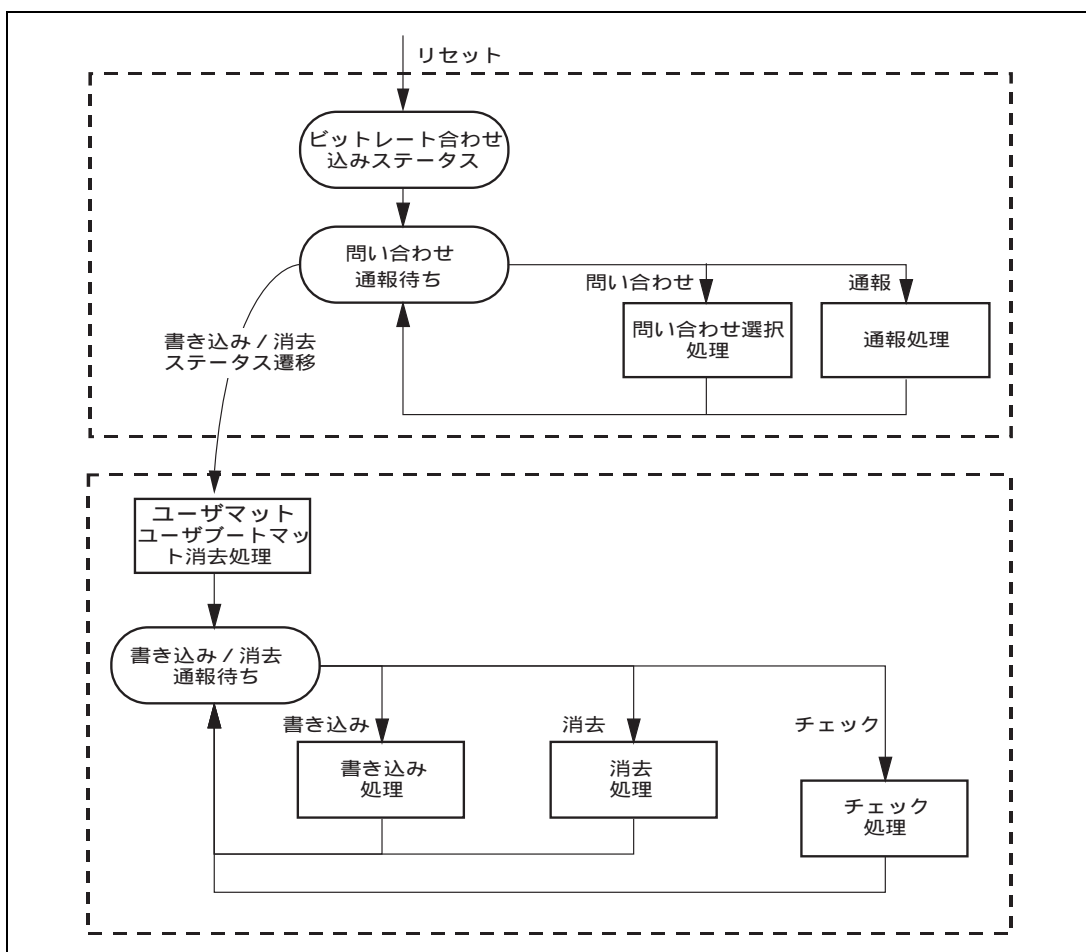 リセット
ビットレート合わせ
込みステータス
問い合わせ
通報待ち
問い合わせ
通報
問い合わせ選択
処理
通報処理
書き込み / 消去
ステータス遷移
ユーザマット
ユーザブートマッ
ト消去処理
書き込み / 消去
通報待ち
書き込み
消去
チェック
書き込み
処理
消去
処理
チェック
処理